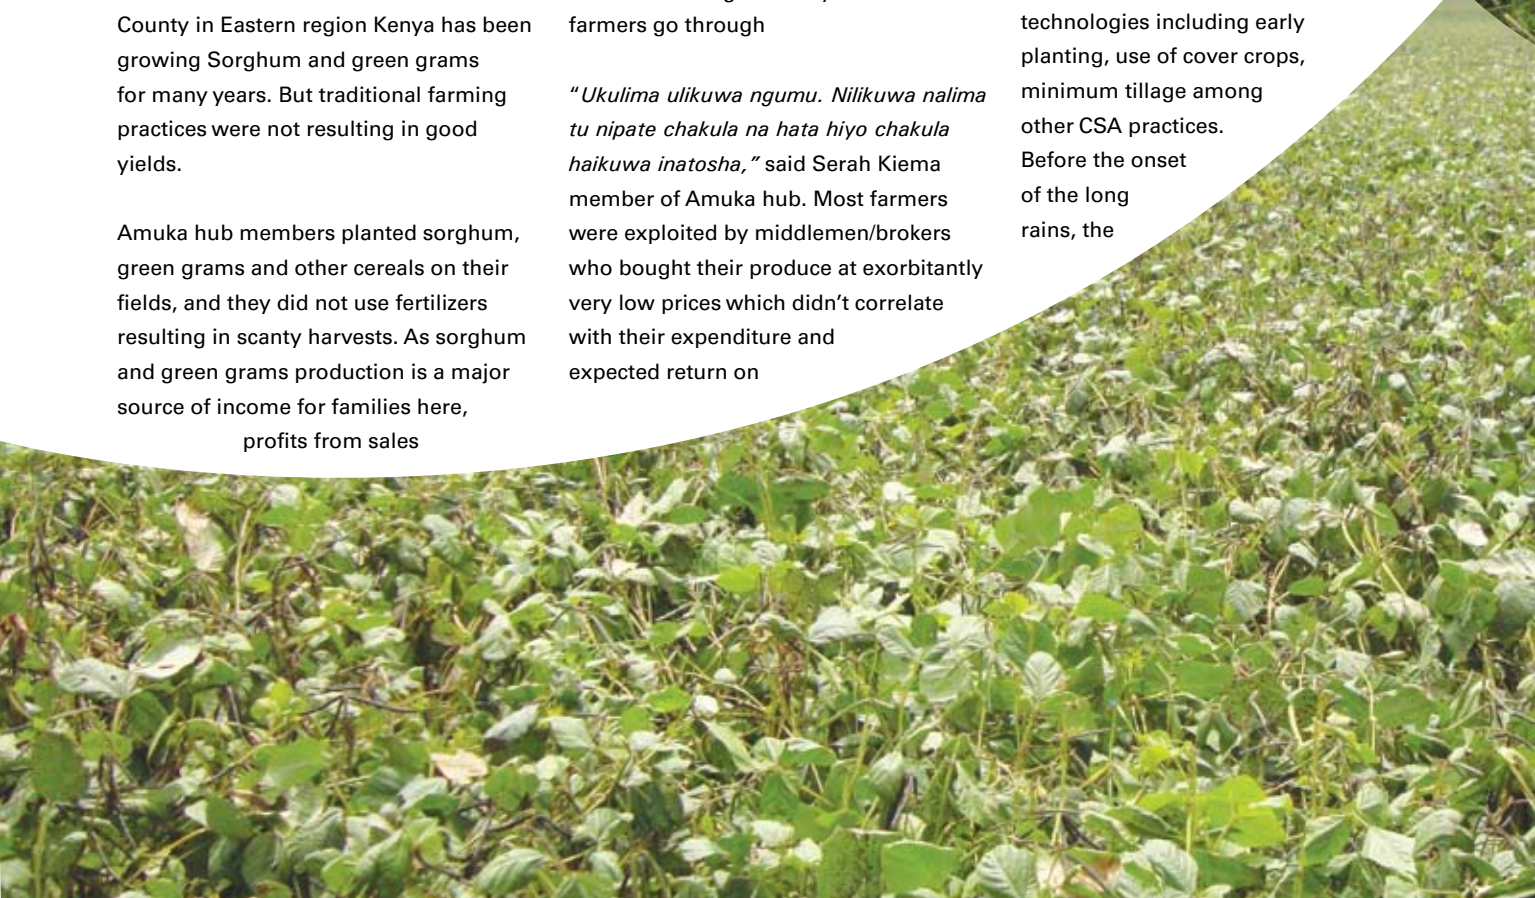 County in Eastern region Kenya has been
growing Sorghum and green grams
for many years. But traditional farming
practices were not resulting in good
yields.
Amuka hub members planted sorghum,
green grams and other cereals on their
fields, and they did not use fertilizers
resulting in scanty harvests. As sorghum
and green grams production is a major
source of income for families here,
profits from sales
farmers go through
“Ukulima ulikuwa ngumu. Nilikuwa nalima
tu nipate chakula na hata hiyo chakula
haikuwa inatosha,” said Serah Kiema
member of Amuka hub. Most farmers
were exploited by middlemen/brokers
who bought their produce at exorbitantly
very low prices which didn’t correlate
with their expenditure and
expected return on
technologies including early
planting, use of cover crops,
minimum tillage among
other CSA practices.
Before the onset
of the long
rains, the